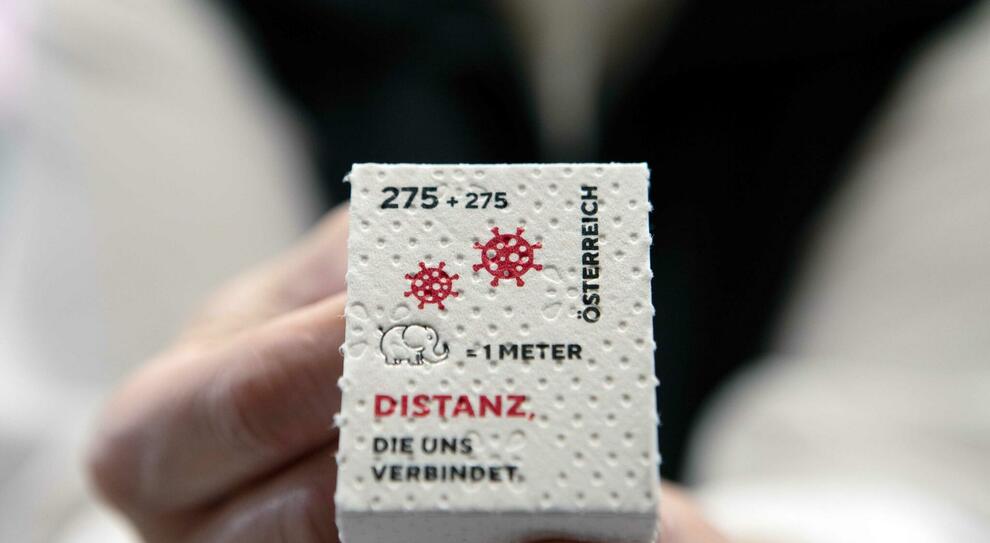 275 + 275
ÖSTERREICH
= 1 METER
DISTANZ,
DIE UNS
VERBINDET.